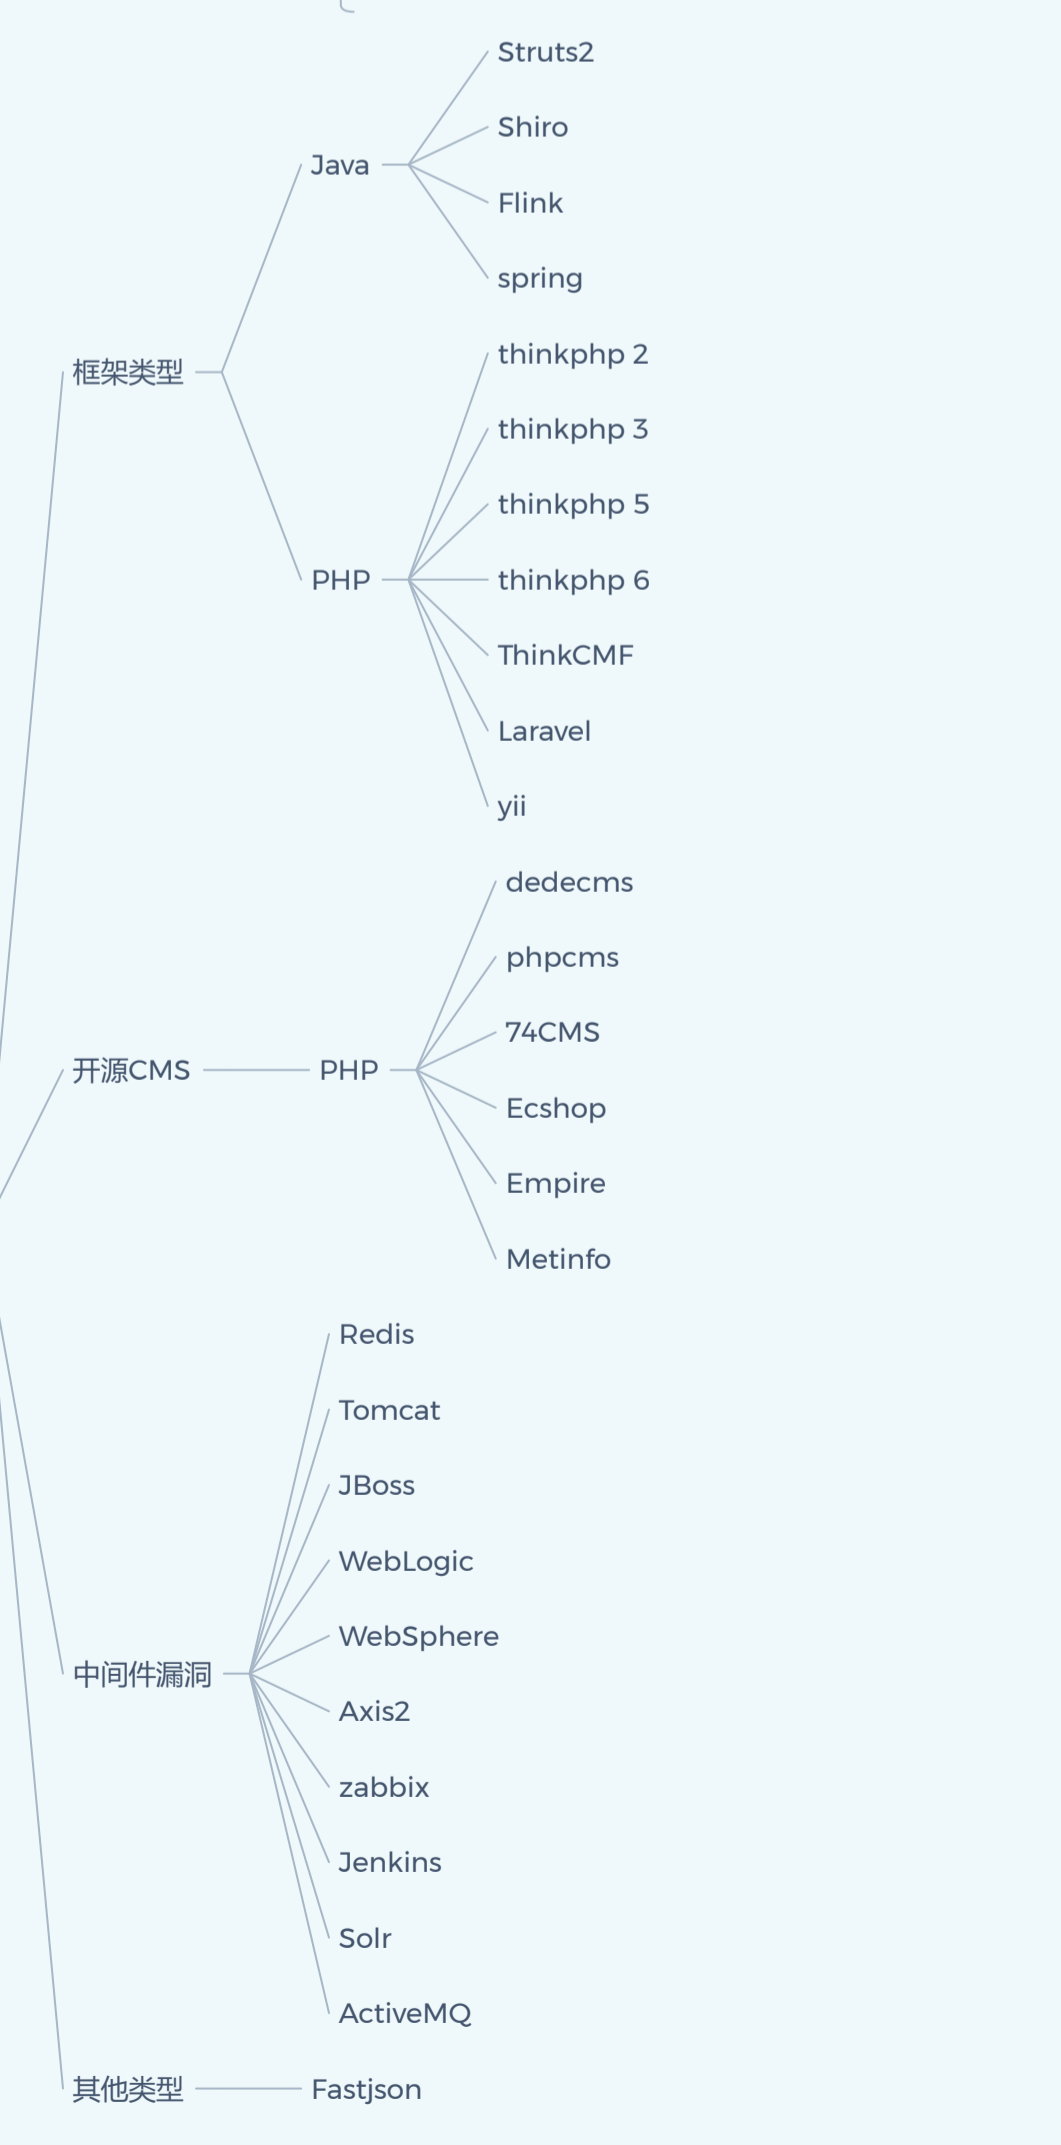 Struts2
Shiro
Java
Flink
spring
thinkphp 2
框架类型
thinkphp 3
thinkphp 5
PHP
thinkphp 6
ThinkCMF
Laravel
yii
dedecms
phpcms
74CMS
开源CMS
PHP
Ecshop
Empire
Metinfo
Redis
Tomcat
JBoss
WebLogic
WebSphere
中间件漏洞
Axis2
zabbix
Jenkins
Solr
ActiveMQ
其他类型
Fastjson